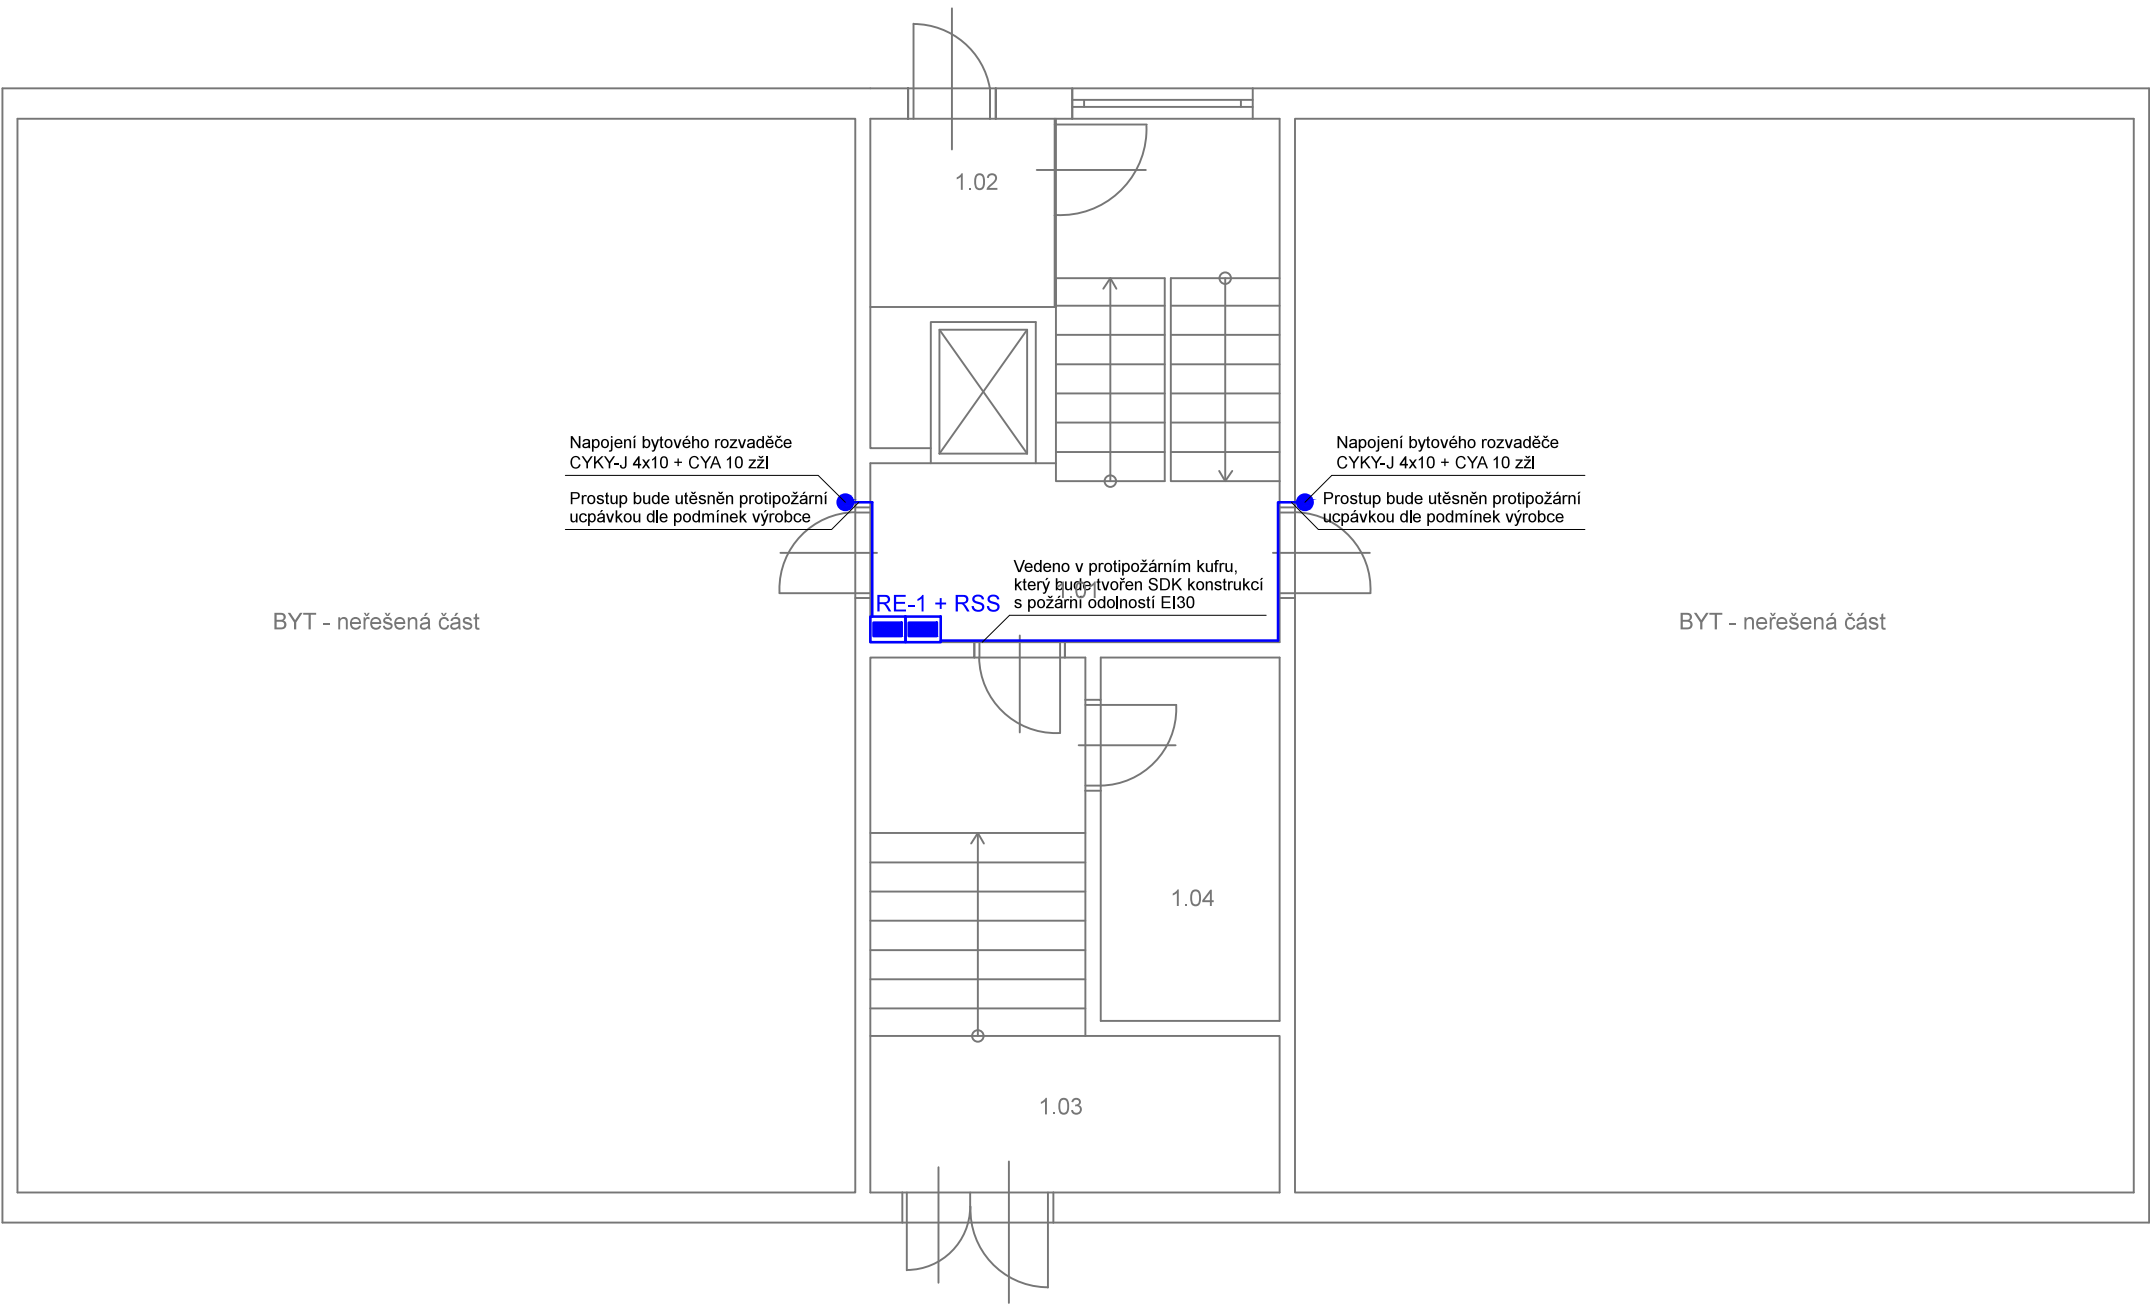 1.02
Napojení bytového rozvaděče
CYKY-J 4x10 + CYA 10 zžl
Prostup bude utěsněn protipožární
ucpávkou dle podmínek výrobce
Napojení bytového rozvaděče
CYKY-J 4x10 + CYA 10 zžl
Prostup bude utěsněn protipožární
ucpávkou dle podmínek výrobce
Vedeno v protipožárním kufru,
který bude tvořen SDK konstrukcí
s požární odolností EI30
1.01
RE-1 + RSS
BYT - neřešená část
BYT - neřešená část
1.04
1.03